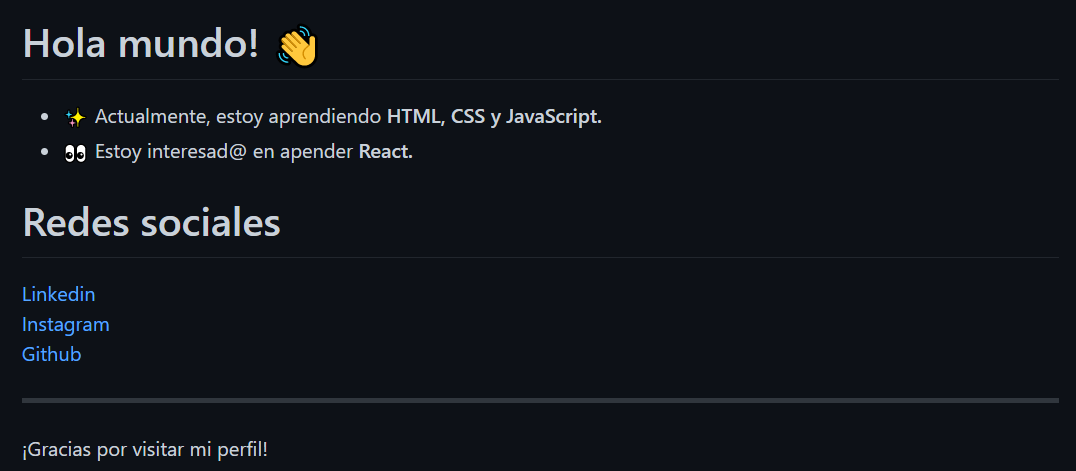 Hola mundo! 👋
✨ Actualmente, estoy aprendiendo HTML, CSS y JavaScript.
👀 Estoy interesad@ en apender React.
Redes sociales
Linkedin
Instagram
Github
¡Gracias por visitar mi perfil!